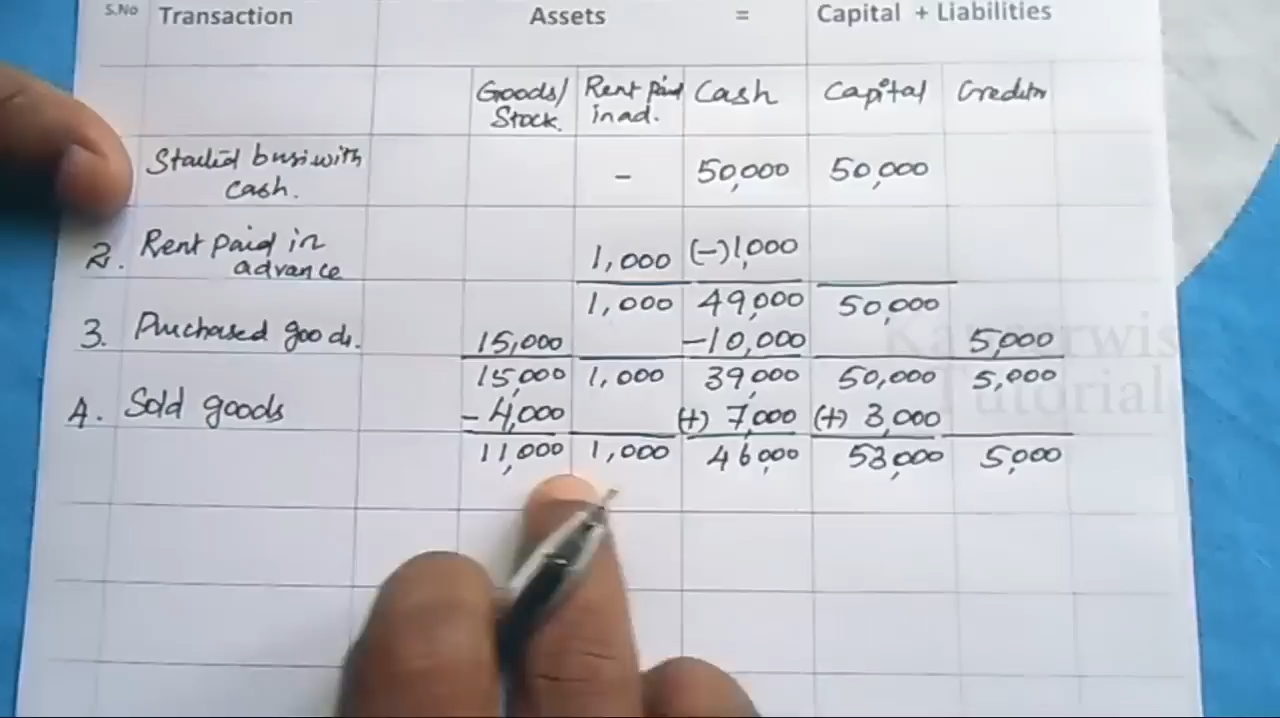 S.No Transaction Assets = Capital + Liabilities
Goods/ Rent paid Cash Capital Creditor
Stock. in ad.
Started busi with - 50,000 50,000
cash.
2. Rent paid in 1,000 (-)1,000
advance
1,000 49,000 50,000
3. Purchased goods. 15,000 -10,000 5,000
15,000 1,000 39,000 50,000 5,000
4. Sold goods - 4,000 (+) 7,000 (+) 3,000
11,000 1,000 46,000 53,000 5,000
Tutorial